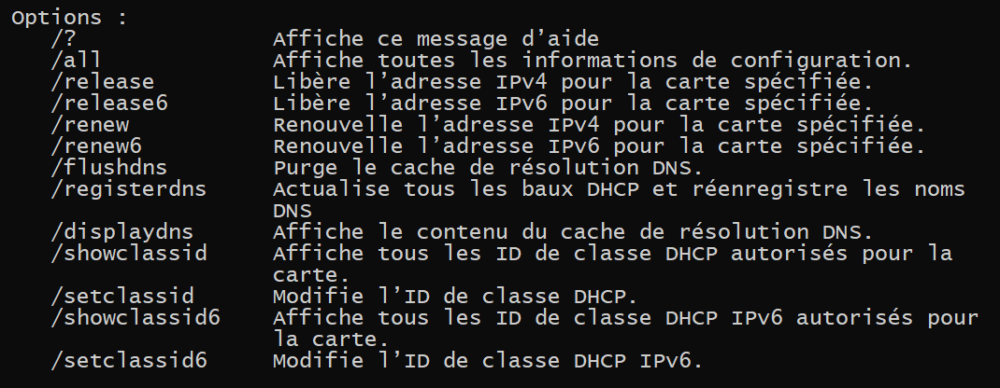 Options :
/? Affiche ce message d’aide
/all Affiche toutes les informations de configuration.
/release Libère l’adresse IPv4 pour la carte spécifiée.
/release6 Libère l’adresse IPv6 pour la carte spécifiée.
/renew Renouvelle l’adresse IPv4 pour la carte spécifiée.
/renew6 Renouvelle l’adresse IPv6 pour la carte spécifiée.
/flushdns Purge le cache de résolution DNS.
/registerdns Actualise tous les baux DHCP et réenregistre les noms
DNS
/displaydns Affiche le contenu du cache de résolution DNS.
/showclassid Affiche tous les ID de classe DHCP autorisés pour la
carte.
/setclassid Modifie l’ID de classe DHCP.
/showclassid6 Affiche tous les ID de classe DHCP IPv6 autorisés pour
la carte.
/setclassid6 Modifie l’ID de classe DHCP IPv6.